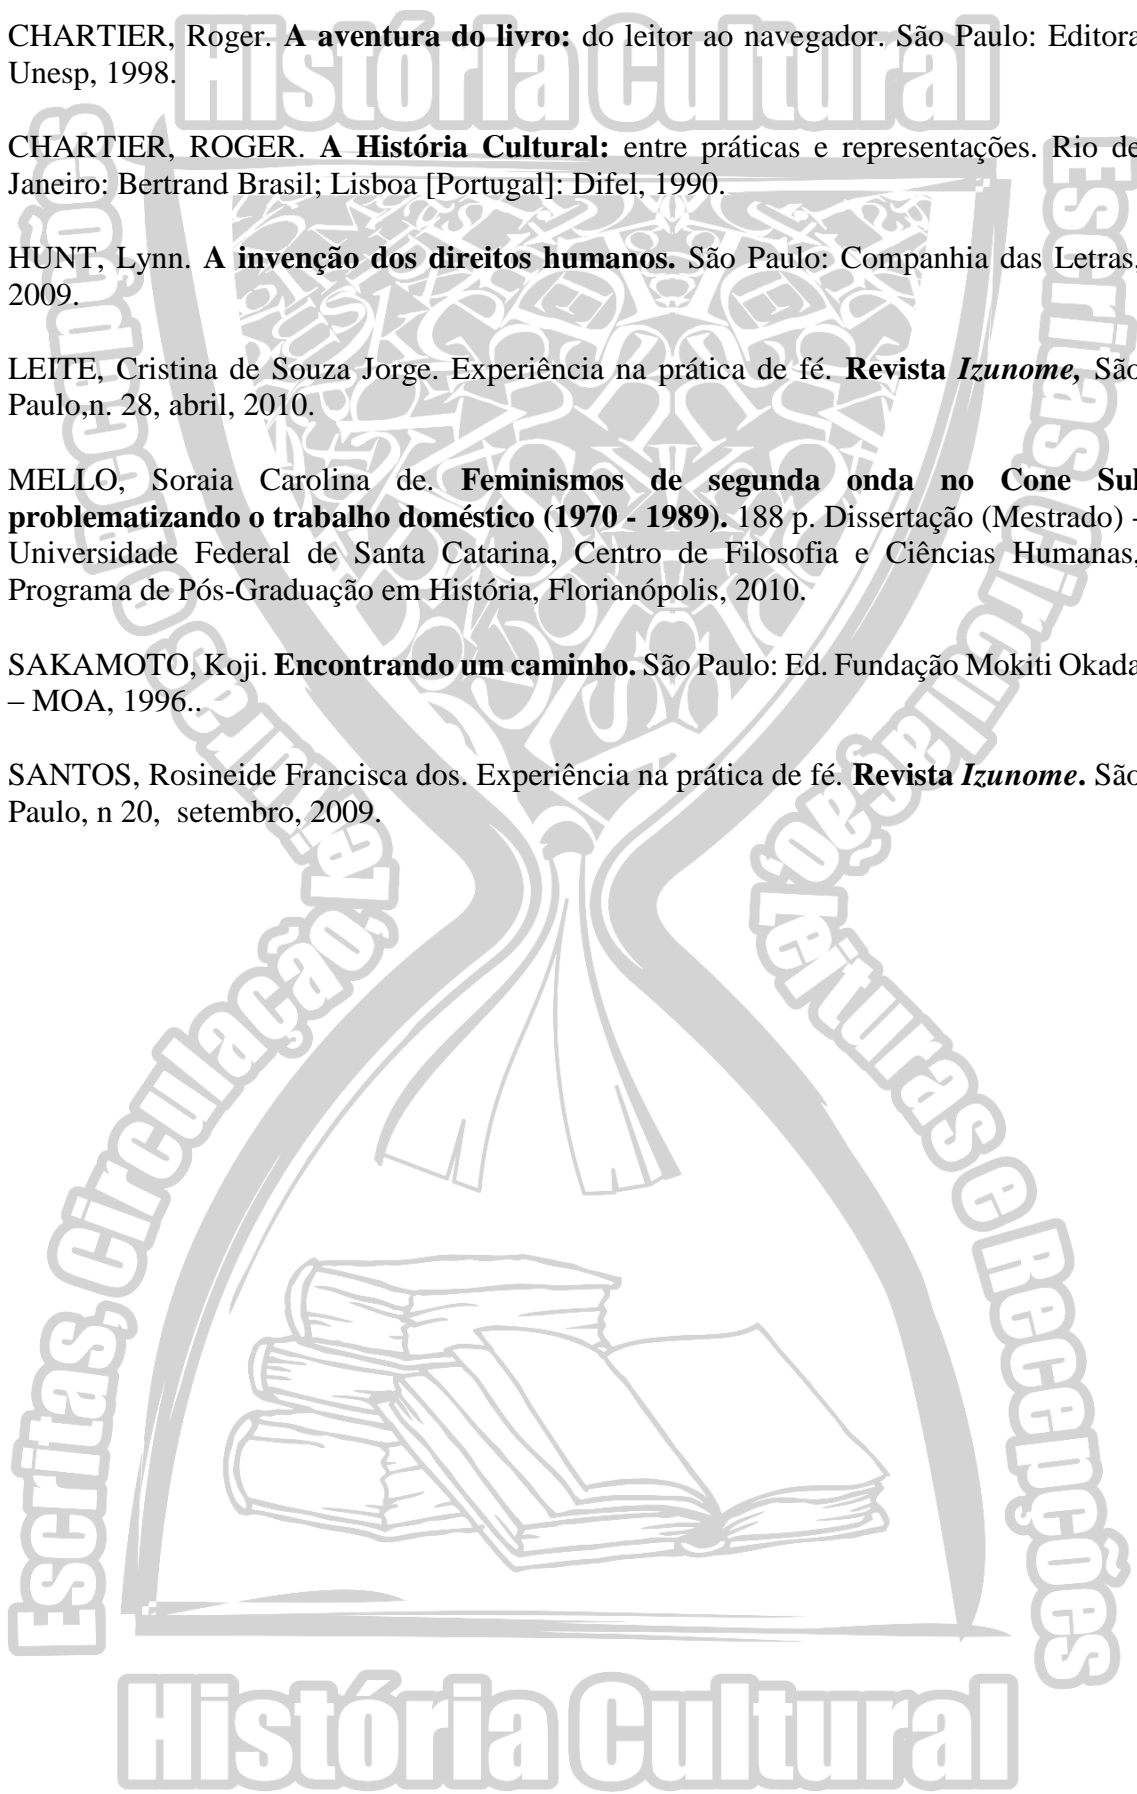 História Cultural
CHARTIER, Roger. A aventura do livro: do leitor ao navegador. São Paulo: Editora
Unesp, 1998.
CHARTIER, ROGER. A História Cultural: entre práticas e representações. Rio de
Janeiro: Bertrand Brasil; Lisboa [Portugal]: Difel, 1990.
HUNT, Lynn. A invenção dos direitos humanos. São Paulo: Companhia das Letras,
2009.
LEITE, Cristina de Souza Jorge. Experiência na prática de fé. Revista Izunome, São
Paulo,n. 28, abril, 2010.
MELLO, Soraia Carolina de. Feminismos de segunda onda no Cone Sul
problematizando o trabalho doméstico (1970 - 1989). 188 p. Dissertação (Mestrado) -
Universidade Federal de Santa Catarina, Centro de Filosofia e Ciências Humanas,
Programa de Pós-Graduação em História, Florianópolis, 2010.
SAKAMOTO, Koji. Encontrando um caminho. São Paulo: Ed. Fundação Mokiti Okada
– MOA, 1996..
SANTOS, Rosineide Francisca dos. Experiência na prática de fé. Revista Izunome. São
Paulo, n 20, setembro, 2009.
Escritas, Circulação, Leituras e Recepções
Escritas, Circulação, Leituras e Recepções
História Cultural